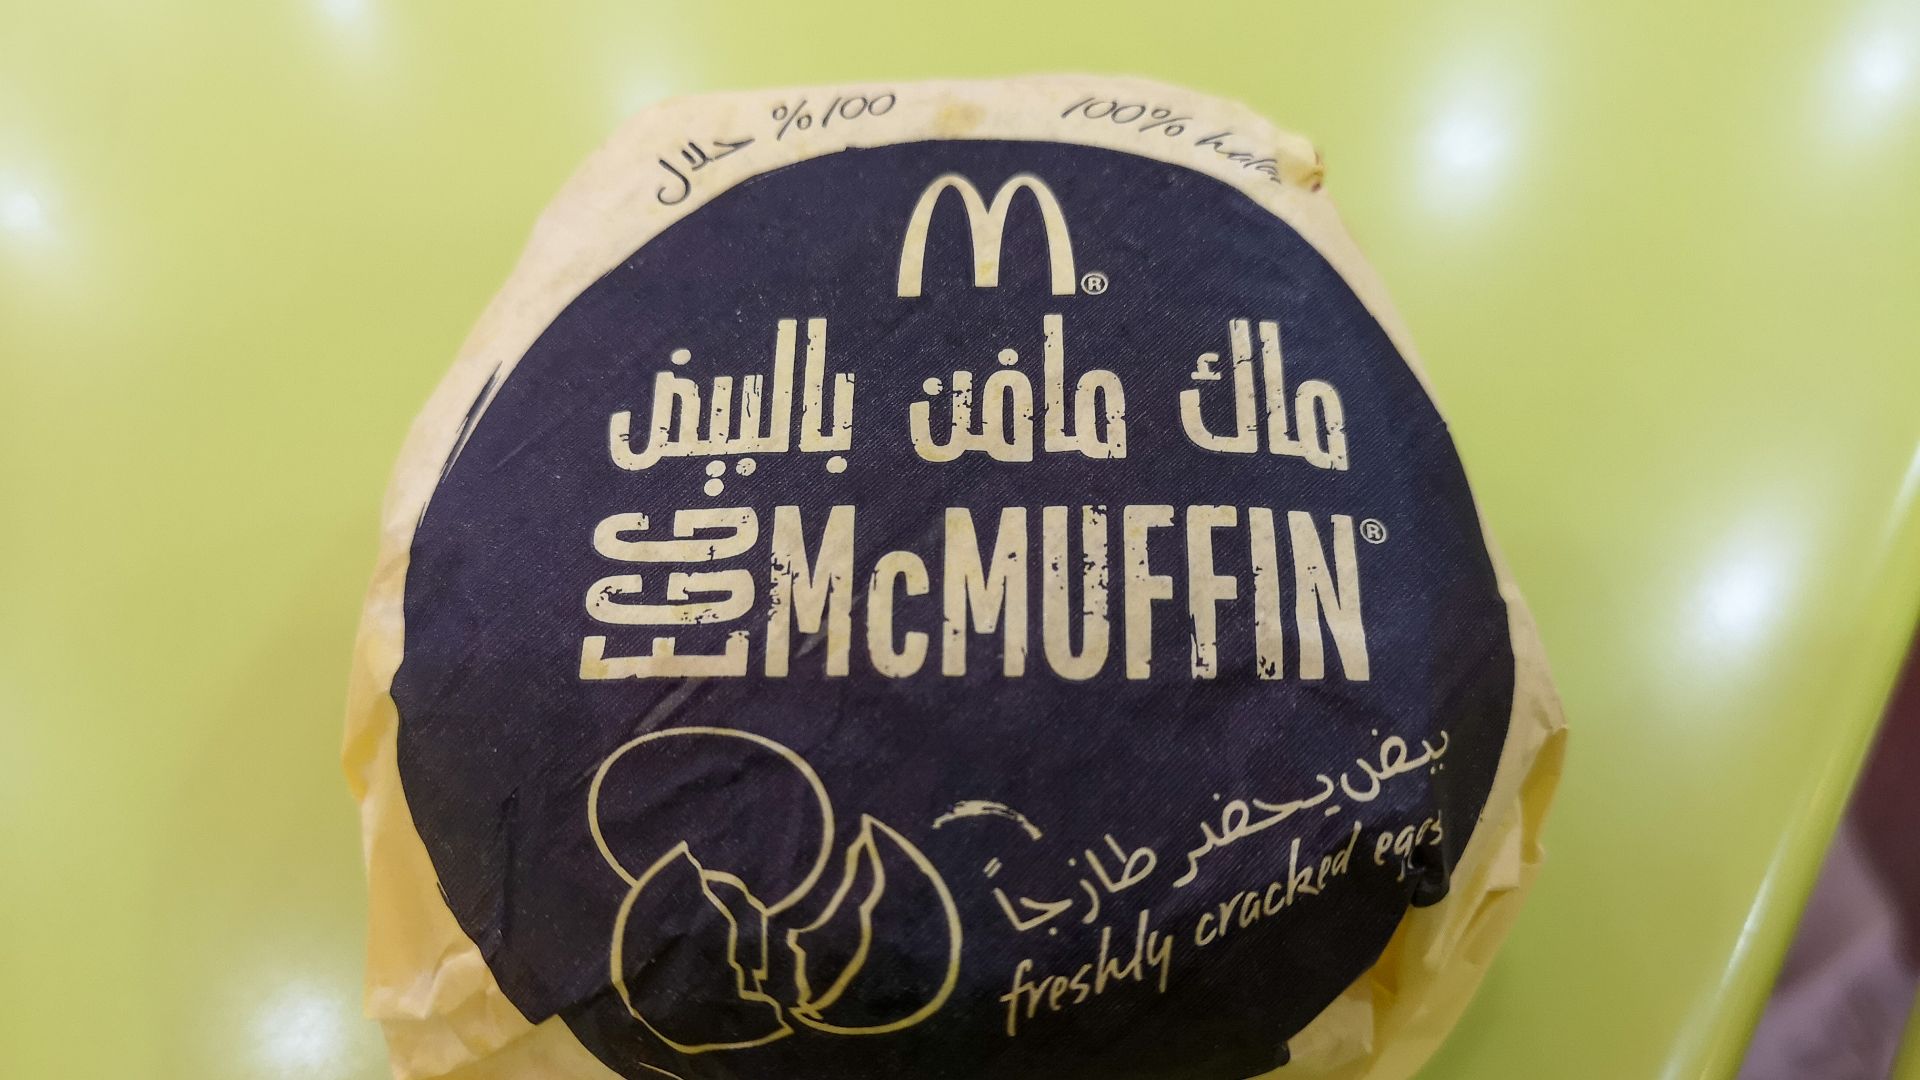 %100 حلال
100% halal
M®
ماك مافن بالبيض
EGG McMUFFIN®
بيض يحضر طازجاً
freshly cracked eggs